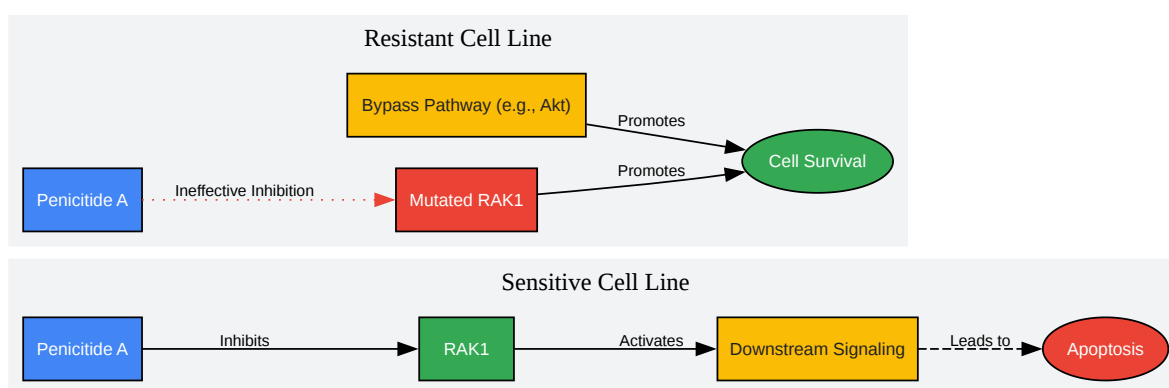 Resistant Cell Line
Bypass Pathway (e.g., Akt)
Promotes
Cell Survival
Penicitide A
Ineffective Inhibition
Mutated RAK1
Promotes
Sensitive Cell Line
Penicitide A
Inhibits
RAK1
Activates
Downstream Signaling
Leads to
Apoptosis